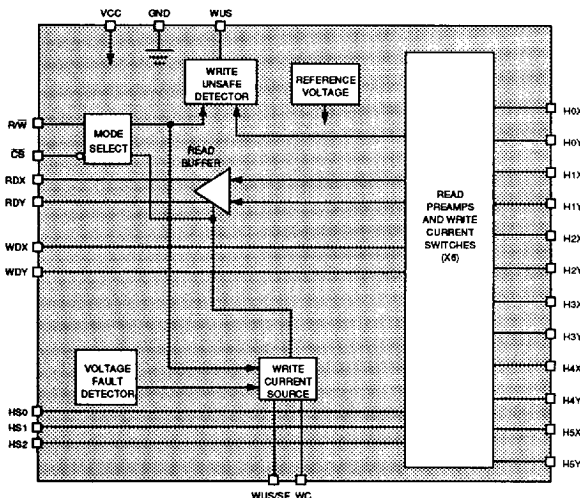 VCC GND WUS
WRITE
UNSAFE
DETECTOR
REFERENCE
VOLTAGE
R/W̅
C̅S̅
MODE
SELECT
READ
BUFFER
RDX
RDY
WDX
WDY
READ
PREAMPS
AND WRITE
CURRENT
SWITCHES
(X6)
H0X
H0Y
H1X
H1Y
H2X
H2Y
H3X
H3Y
H4X
H4Y
H5X
H5Y
VOLTAGE
FAULT
DETECTOR
WRITE
CURRENT
SOURCE
HS0
HS1
HS2
WUS/SE WC